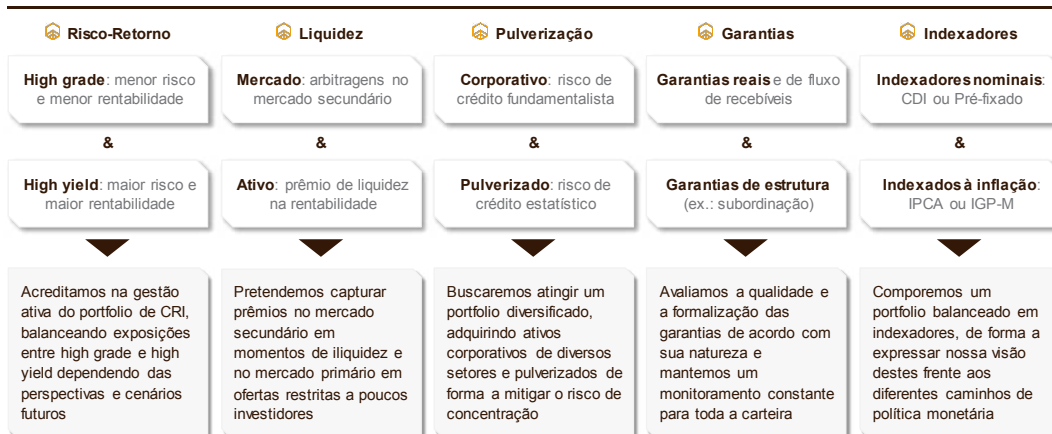 Risco-Retorno
High grade: menor risco
e menor rentabilidade
&
High yield: maior risco e
maior rentabilidade
Acreditamos na gestão
ativa do portfolio de CRI,
balanceando exposições
entre high grade e high
yield dependendo das
perspectivas e cenários
futuros
Liquidez
Mercado: arbitragens no
mercado secundário
&
Ativo: prêmio de liquidez
na rentabilidade
Pretendemos capturar
prêmios no mercado
secundário em
momentos de iliquidez e
no mercado primário em
ofertas restritas a poucos
investidores
Pulverização
Corporativo: risco de
crédito fundamentalista
&
Pulverizado: risco de
crédito estatístico
Buscaremos atingir um
portfolio diversificado,
adquirindo ativos
corporativos de diversos
setores e pulverizados de
forma a mitigar o risco de
concentração
Garantias
Garantias reais e de fluxo
de recebíveis
&
Garantias de estrutura
(ex.: subordinação)
Avaliamos a qualidade e
a formalização das
garantias de acordo com
sua natureza e
mantemos um
monitoramento constante
para toda a carteira
Indexadores
Indexadores nominais:
CDI ou Pré-fixado
&
Indexados à inflação:
IPCA ou IGP-M
Comporemos um
portfolio balanceado em
indexadores, de forma a
expressar nossa visão
destes frente aos
diferentes caminhos de
política monetária